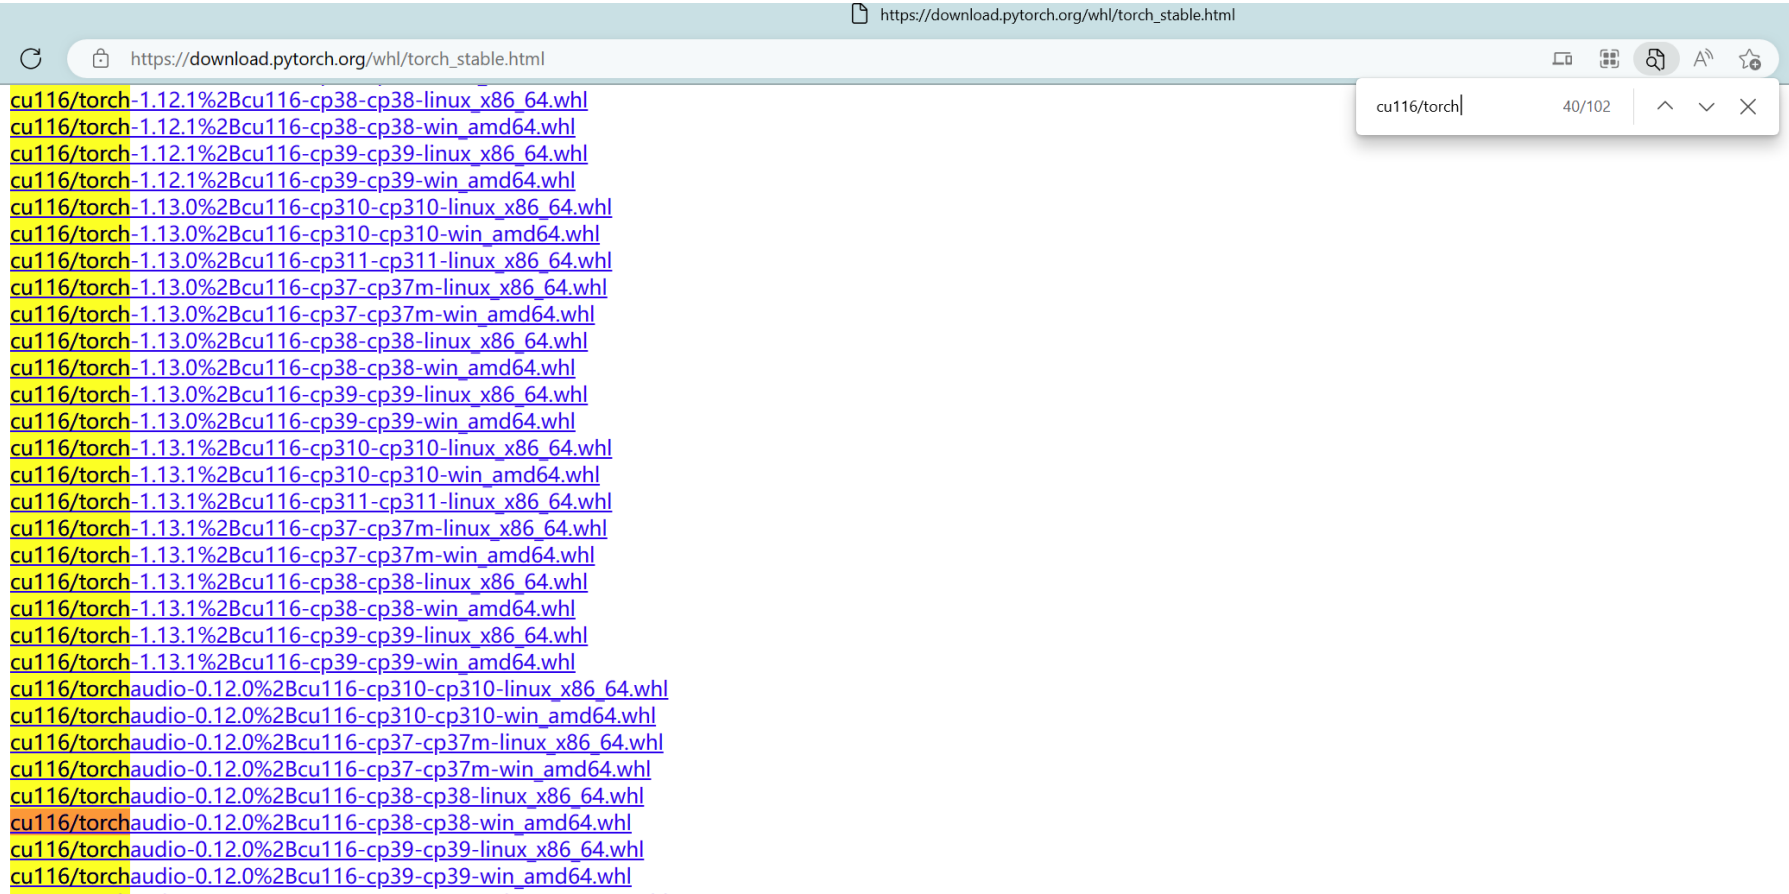 https://download.pytorch.org/whl/torch_stable.html
https://download.pytorch.org/whl/torch_stable.html
cu116/torch 40/102
cu116/torch-1.12.1%2Bcu116-cp38-cp38-linux_x86_64.whl
cu116/torch-1.12.1%2Bcu116-cp38-cp38-win_amd64.whl
cu116/torch-1.12.1%2Bcu116-cp39-cp39-linux_x86_64.whl
cu116/torch-1.12.1%2Bcu116-cp39-cp39-win_amd64.whl
cu116/torch-1.13.0%2Bcu116-cp310-cp310-linux_x86_64.whl
cu116/torch-1.13.0%2Bcu116-cp310-cp310-win_amd64.whl
cu116/torch-1.13.0%2Bcu116-cp311-cp311-linux_x86_64.whl
cu116/torch-1.13.0%2Bcu116-cp37-cp37m-linux_x86_64.whl
cu116/torch-1.13.0%2Bcu116-cp37-cp37m-win_amd64.whl
cu116/torch-1.13.0%2Bcu116-cp38-cp38-linux_x86_64.whl
cu116/torch-1.13.0%2Bcu116-cp38-cp38-win_amd64.whl
cu116/torch-1.13.0%2Bcu116-cp39-cp39-linux_x86_64.whl
cu116/torch-1.13.0%2Bcu116-cp39-cp39-win_amd64.whl
cu116/torch-1.13.1%2Bcu116-cp310-cp310-linux_x86_64.whl
cu116/torch-1.13.1%2Bcu116-cp310-cp310-win_amd64.whl
cu116/torch-1.13.1%2Bcu116-cp311-cp311-linux_x86_64.whl
cu116/torch-1.13.1%2Bcu116-cp37-cp37m-linux_x86_64.whl
cu116/torch-1.13.1%2Bcu116-cp37-cp37m-win_amd64.whl
cu116/torch-1.13.1%2Bcu116-cp38-cp38-linux_x86_64.whl
cu116/torch-1.13.1%2Bcu116-cp38-cp38-win_amd64.whl
cu116/torch-1.13.1%2Bcu116-cp39-cp39-linux_x86_64.whl
cu116/torch-1.13.1%2Bcu116-cp39-cp39-win_amd64.whl
cu116/torchaudio-0.12.0%2Bcu116-cp310-cp310-linux_x86_64.whl
cu116/torchaudio-0.12.0%2Bcu116-cp310-cp310-win_amd64.whl
cu116/torchaudio-0.12.0%2Bcu116-cp37-cp37m-linux_x86_64.whl
cu116/torchaudio-0.12.0%2Bcu116-cp37-cp37m-win_amd64.whl
cu116/torchaudio-0.12.0%2Bcu116-cp38-cp38-linux_x86_64.whl
cu116/torchaudio-0.12.0%2Bcu116-cp38-cp38-win_amd64.whl
cu116/torchaudio-0.12.0%2Bcu116-cp39-cp39-linux_x86_64.whl
cu116/torchaudio-0.12.0%2Bcu116-cp39-cp39-win_amd64.whl